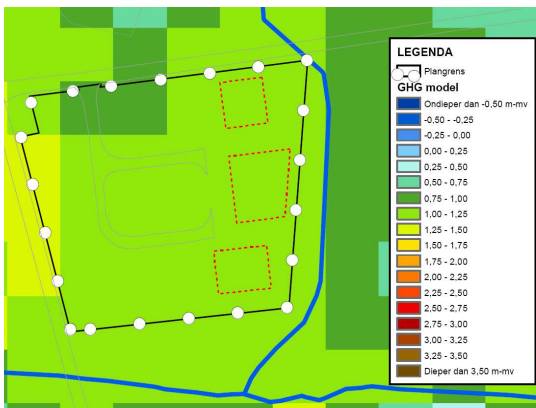 LEGENDA
Plangrens
GHG model
Ondieper dan -0,50 m-mv
-0,50 - -0,25
-0,25 - 0,00
0,00 - 0,25
0,25 - 0,50
0,50 - 0,75
0,75 - 1,00
1,00 - 1,25
1,25 - 1,50
1,50 - 1,75
1,75 - 2,00
2,00 - 2,25
2,25 - 2,50
2,50 - 2,75
2,75 - 3,00
3,00 - 3,25
3,25 - 3,50
Dieper dan 3,50 m-mv